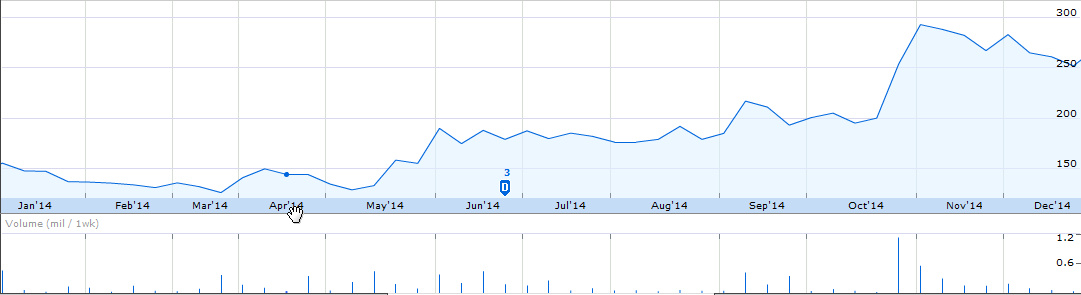 300
250
200
150
3
D
Jan'14 Feb'14 Mar'14 Apr'14 May'14 Jun'14 Jul'14 Aug'14 Sep'14 Oct'14 Nov'14 Dec'14
Volume (mil / 1wk)
1.2
0.6